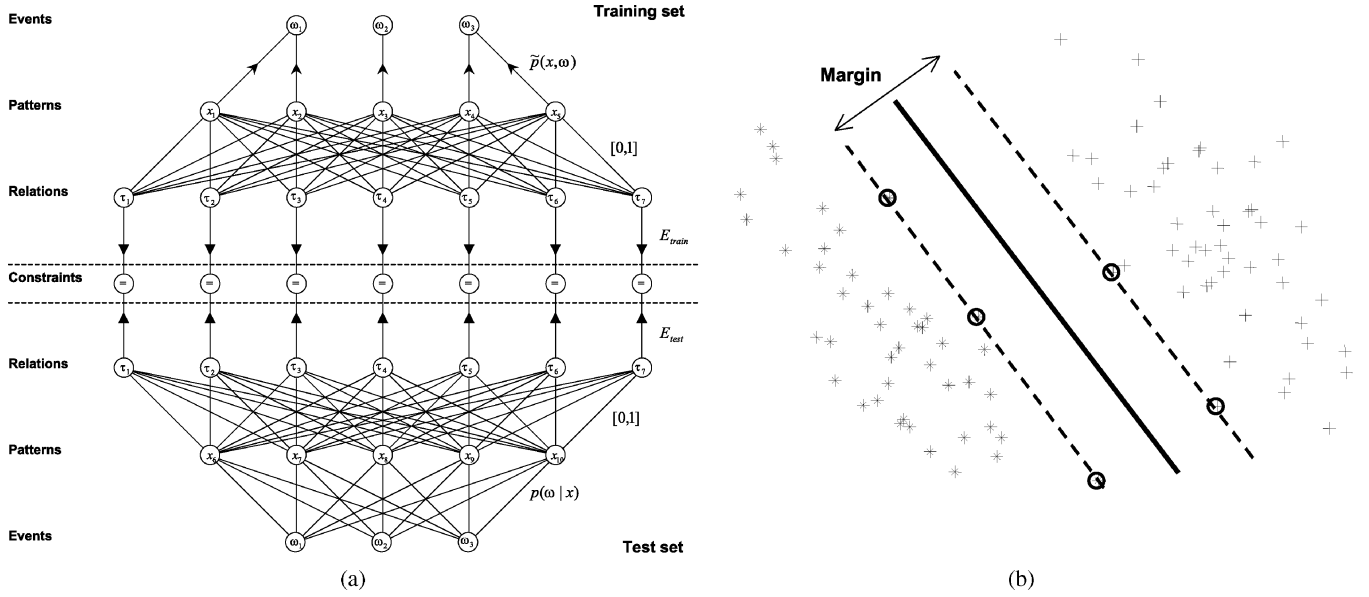 Events ω1 ω2 ω3 Training set
p̃(x,ω)
Patterns x1 x2 x3 x4 x5
[0,1]
Relations τ1 τ2 τ3 τ4 τ5 τ6 τ7
Etrain
Constraints = = = = = = =
Etest
Relations τ1 τ2 τ3 τ4 τ5 τ6 τ7
[0,1]
Patterns x6 x7 x8 x9 x10
p(ω | x)
Events ω1 ω2 ω3 Test set
(a)
Margin
(b)